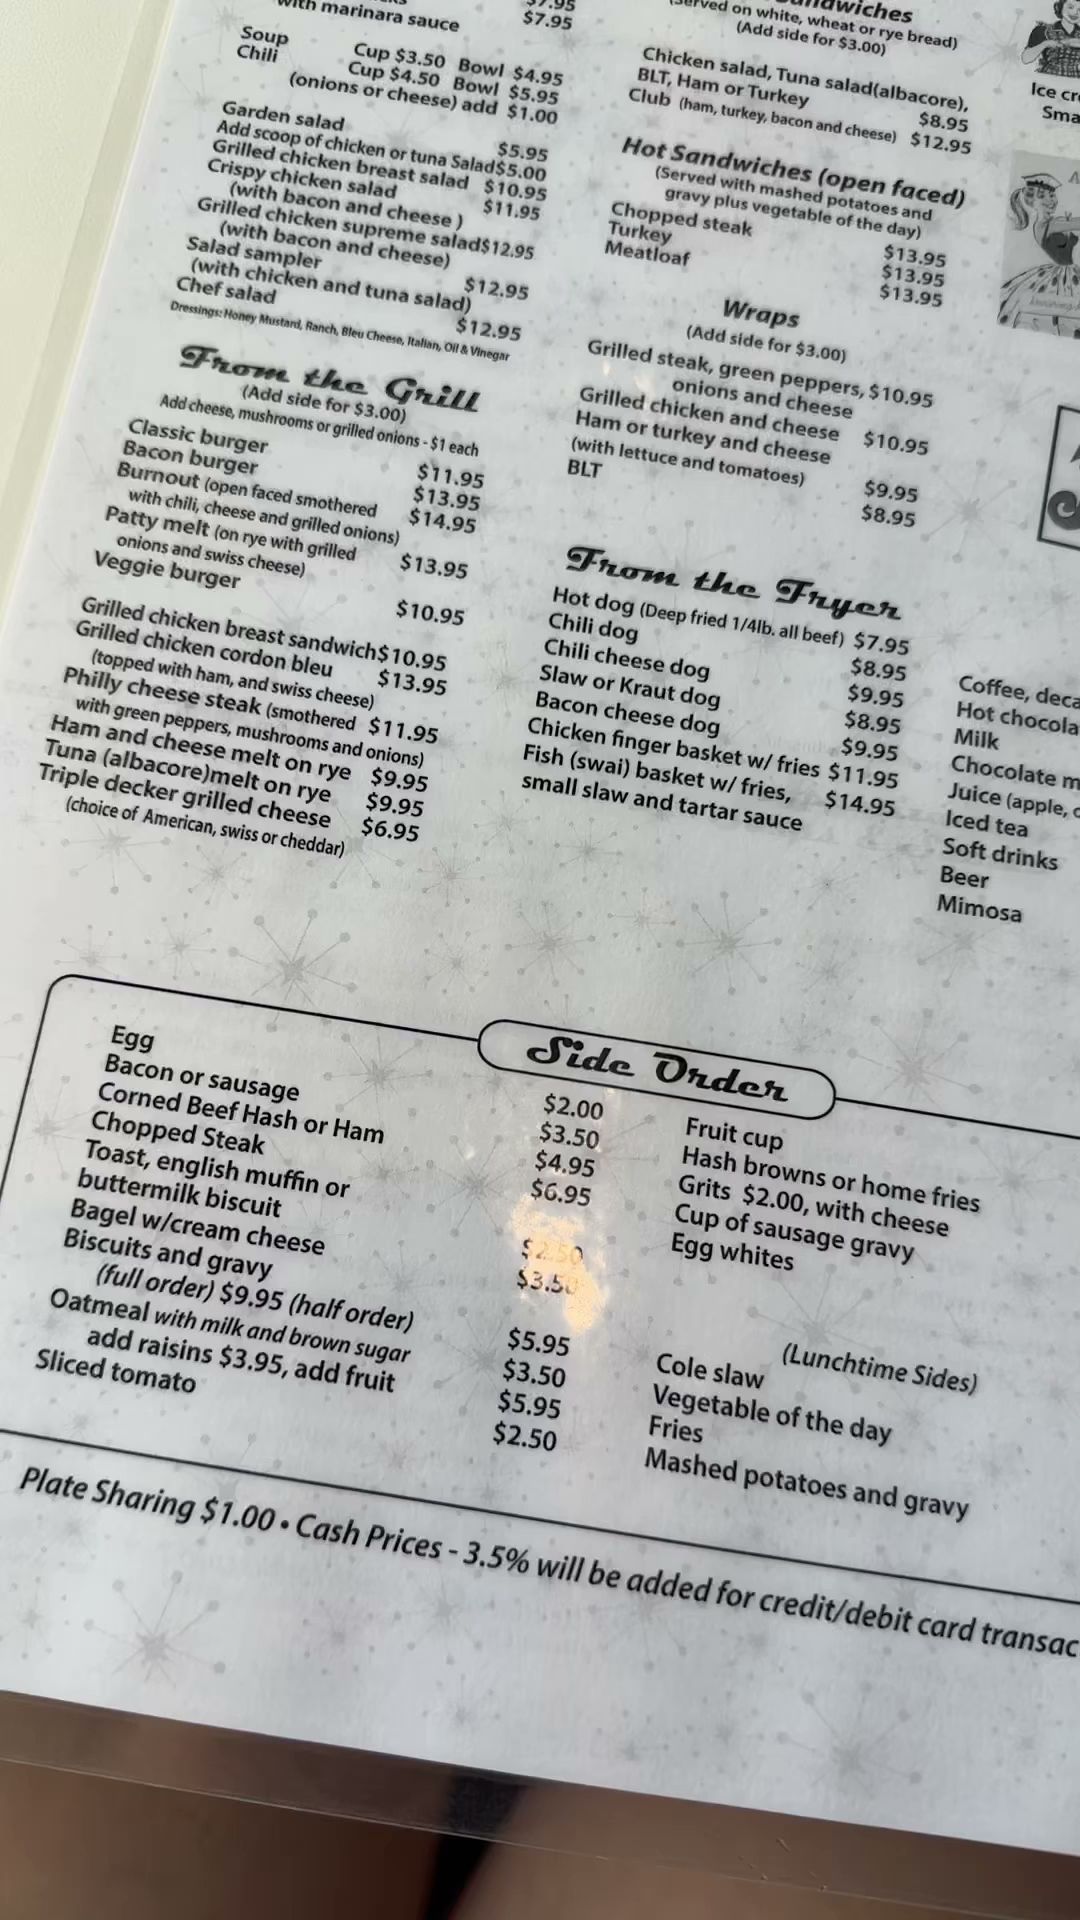 with marinara sauce $7.95
Soup Cup $3.50 Bowl $4.95
Chili Cup $4.50 Bowl $5.95
(onions or cheese) add $1.00
Garden salad $5.95
Add scoop of chicken or tuna Salad $5.00
Grilled chicken breast salad $10.95
Crispy chicken salad $11.95
(with bacon and cheese )
Grilled chicken supreme salad $12.95
(with bacon and cheese)
Salad sampler $12.95
(with chicken and tuna salad)
Chef salad $12.95
Dressings: Honey Mustard, Ranch, Bleu Cheese, Italian, Oil & Vinegar
From the Grill
(Add side for $3.00)
Add cheese, mushrooms or grilled onions - $1 each
Classic burger $11.95
Bacon burger $13.95
Burnout (open faced smothered $14.95
with chili, cheese and grilled onions)
Patty melt (on rye with grilled $13.95
onions and swiss cheese)
Veggie burger $10.95
Grilled chicken breast sandwich $10.95
Grilled chicken cordon bleu $13.95
(topped with ham, and swiss cheese)
Philly cheese steak (smothered $11.95
with green peppers, mushrooms and onions)
Ham and cheese melt on rye $9.95
Tuna (albacore)melt on rye $9.95
Triple decker grilled cheese $6.95
(choice of American, swiss or cheddar)
(Served on white, wheat or rye bread)
(Add side for $3.00)
Chicken salad, Tuna salad(albacore),
BLT, Ham or Turkey $8.95
Club (ham, turkey, bacon and cheese) $12.95
Hot Sandwiches (open faced)
(Served with mashed potatoes and
gravy plus vegetable of the day)
Chopped steak $13.95
Turkey $13.95
Meatloaf $13.95
Wraps
(Add side for $3.00)
Grilled steak, green peppers, $10.95
onions and cheese
Grilled chicken and cheese $10.95
Ham or turkey and cheese
(with lettuce and tomatoes) $9.95
BLT $8.95
From the Fryer
Hot dog (Deep fried 1/4lb. all beef) $7.95
Chili dog $8.95
Chili cheese dog $9.95
Slaw or Kraut dog $8.95
Bacon cheese dog $9.95
Chicken finger basket w/ fries $11.95
Fish (swai) basket w/ fries, $14.95
small slaw and tartar sauce
Ice
Coffee,
Hot
Milk
Chocolate
Juice (apple,
Iced tea
Soft drinks
Beer
Mimosa
Side Order
Egg $2.00
Bacon or sausage $3.50
Corned Beef Hash or Ham $4.95
Chopped Steak $6.95
Toast, english muffin or
buttermilk biscuit $2.50
Bagel w/cream cheese $3.50
Biscuits and gravy
(full order) $9.95 (half order) $5.95
Oatmeal with milk and brown sugar $3.50
add raisins $3.95, add fruit $5.95
Sliced tomato $2.50
Fruit cup
Hash browns or home fries
Grits $2.00, with cheese
Cup of sausage gravy
Egg whites
(Lunchtime Sides)
Cole slaw
Vegetable of the day
Fries
Mashed potatoes and gravy
Plate Sharing $1.00 • Cash Prices - 3.5% will be added for credit/debit card